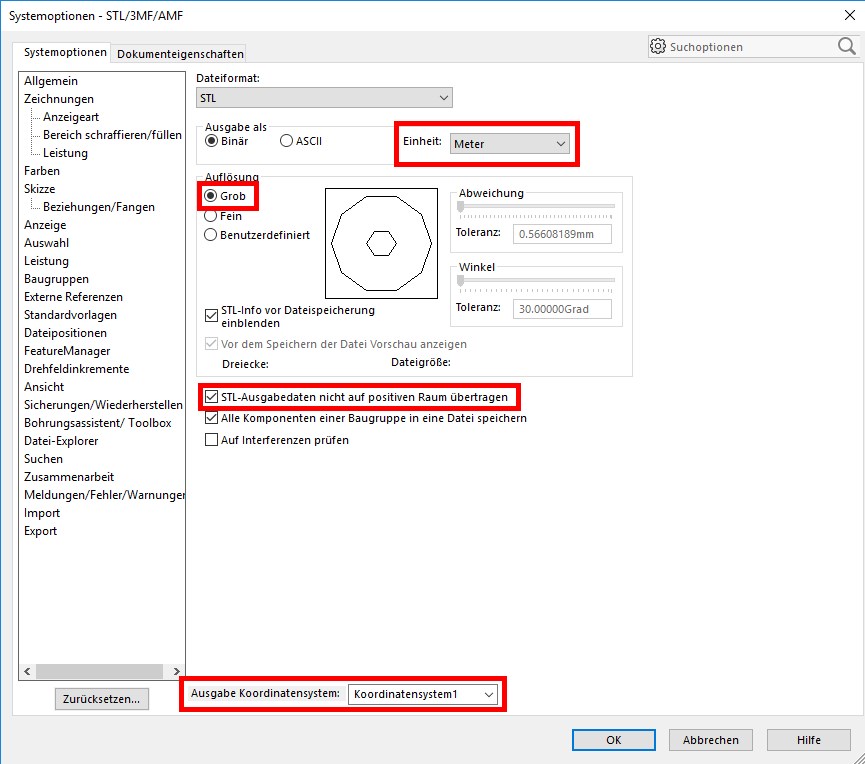 Systemoptionen - STL/3MF/AMF
Systemoptionen
Dokumenteigenschaften
Suchoptionen
Allgemein
Zeichnungen
Anzeigeart
Bereich schraffieren/füllen
Leistung
Farben
Skizze
Beziehungen/Fangen
Anzeige
Auswahl
Leistung
Baugruppen
Externe Referenzen
Standardvorlagen
Dateipositionen
FeatureManager
Drehfeldinkremente
Ansicht
Sicherungen/Wiederherstellen
Bohrungsassistent/ Toolbox
Datei-Explorer
Suchen
Zusammenarbeit
Meldungen/Fehler/Warnunger
Import
Export
Zurücksetzen...
Dateiformat:
STL
Ausgabe als
Binär
ASCII
Einheit:
Meter
Auflösung
Grob
Fein
Benutzerdefiniert
Abweichung
Toleranz:
0.56608189mm
Winkel
Toleranz:
30.00000Grad
STL-Info vor Dateispeicherung
einblenden
Vor dem Speichern der Datei Vorschau anzeigen
Dreiecke:
Dateigröße:
STL-Ausgabedaten nicht auf positiven Raum übertragen
Alle Komponenten einer Baugruppe in eine Datei speichern
Auf Interferenzen prüfen
Ausgabe Koordinatensystem:
Koordinatensystem1
OK
Abbrechen
Hilfe